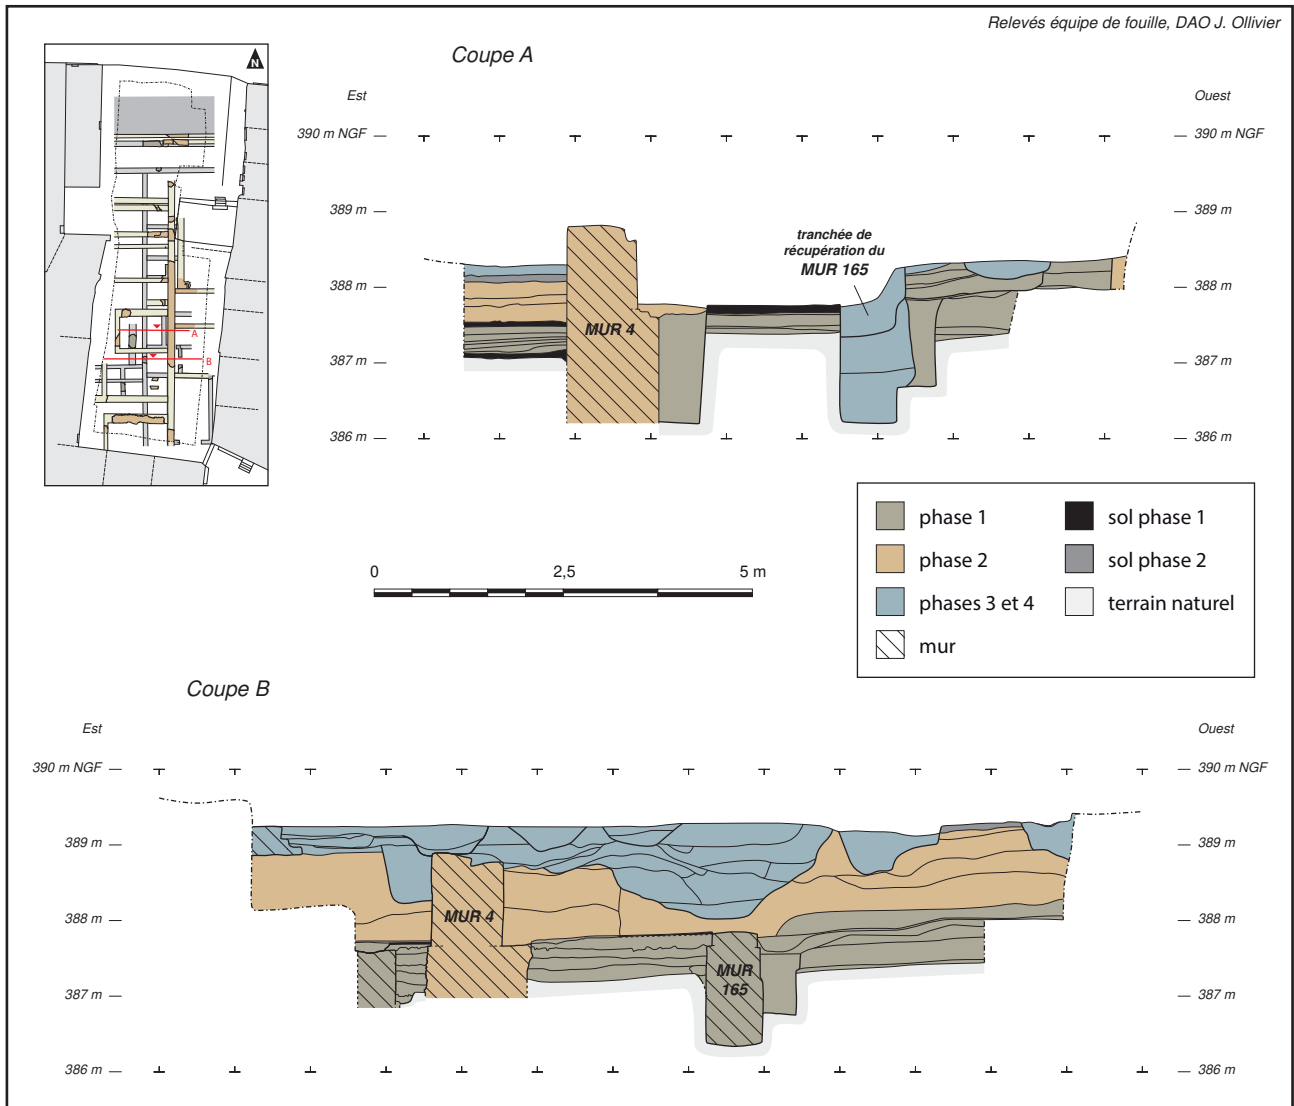 Relevés équipe de fouille, DAO J. Ollivier
N
A
B
Coupe A
Est
Ouest
390 m NGF
390 m NGF
389 m
389 m
388 m
388 m
387 m
387 m
386 m
386 m
tranchée de
récupération du
MUR 165
MUR 4
0
2,5
5 m
phase 1
sol phase 1
phase 2
sol phase 2
phases 3 et 4
terrain naturel
mur
Coupe B
Est
Ouest
390 m NGF
390 m NGF
389 m
389 m
388 m
388 m
387 m
387 m
386 m
386 m
MUR 4
MUR
165